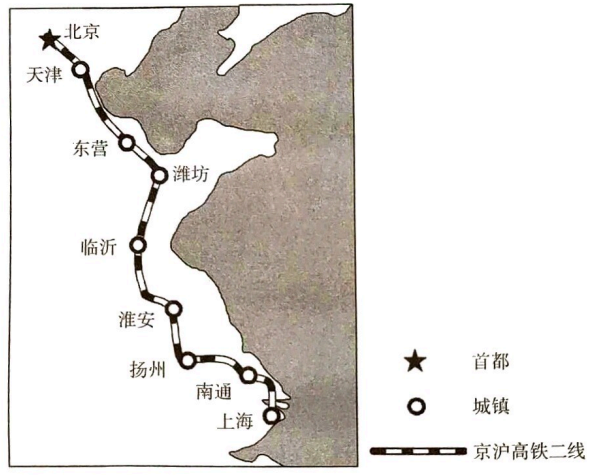 北京
天津
东营
潍坊
临沂
淮安
扬州
南通
上海
首都
城镇
京沪高铁二线